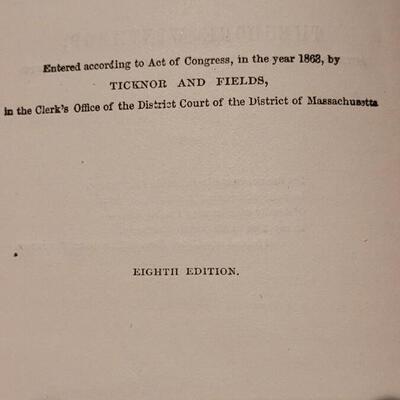 Entered according to Act of Congress, in the year 1863, by
TICKNOR AND FIELDS,
in the Clerk's Office of the District Court of the District of Massachusetts
EIGHTH EDITION.